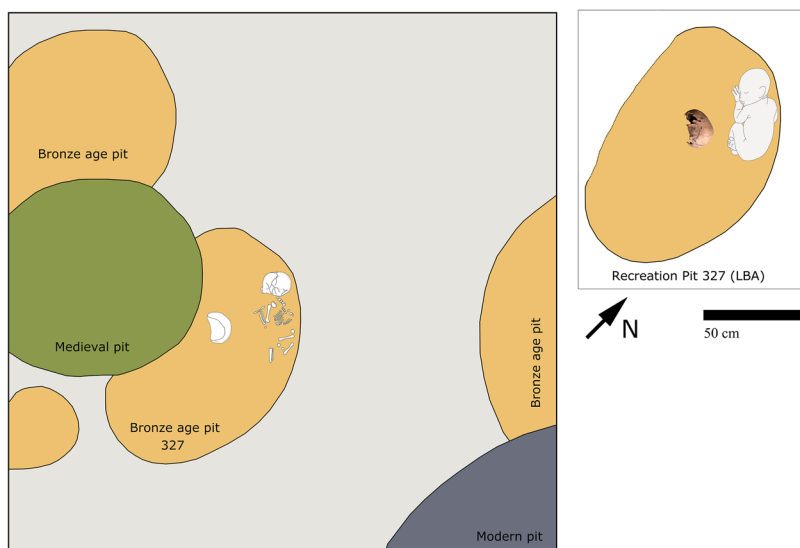 Bronze age pit
Medieval pit
Bronze age pit
327
Bronze age pit
Modern pit
Recreation Pit 327 (LBA)
N
50 cm